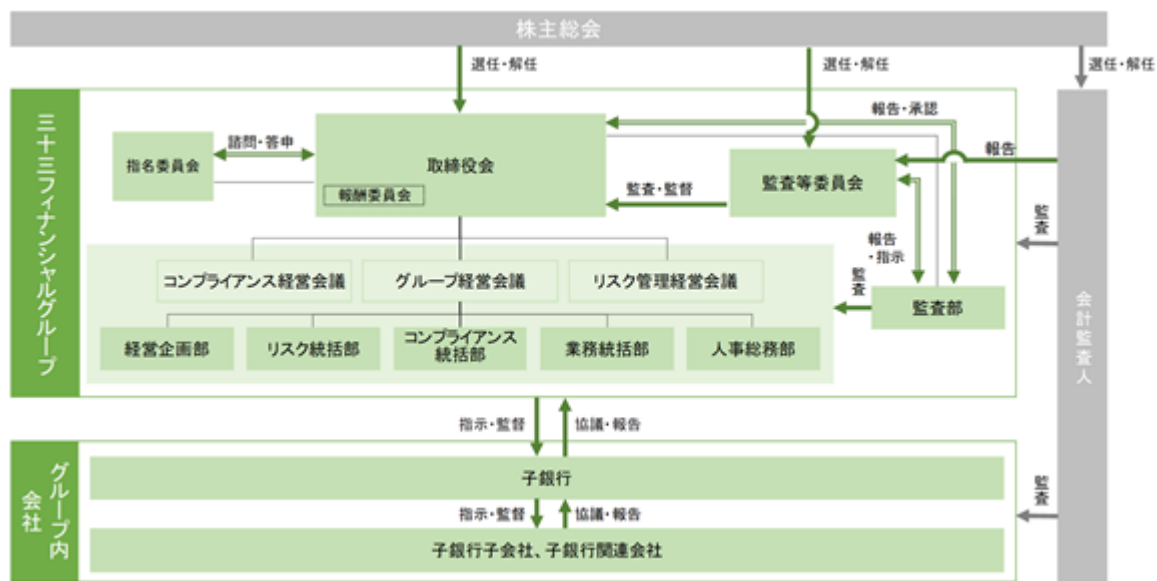 株主総会
選任・解任
選任・解任
選任・解任
三十三フィナンシャルグループ
報告・承認
諮問・答申
指名委員会
取締役会
報酬委員会
監査・監督
監査等委員会
報告
監査
報告
・指示
監査
コンプライアンス経営会議
グループ経営会議
リスク管理経営会議
監査部
会計監査人
経営企画部
リスク統括部
コンプライアンス
統括部
業務統括部
人事総務部
指示・監督
協議・報告
グループ内
会社
子銀行
監査
指示・監督
協議・報告
子銀行子会社、子銀行関連会社